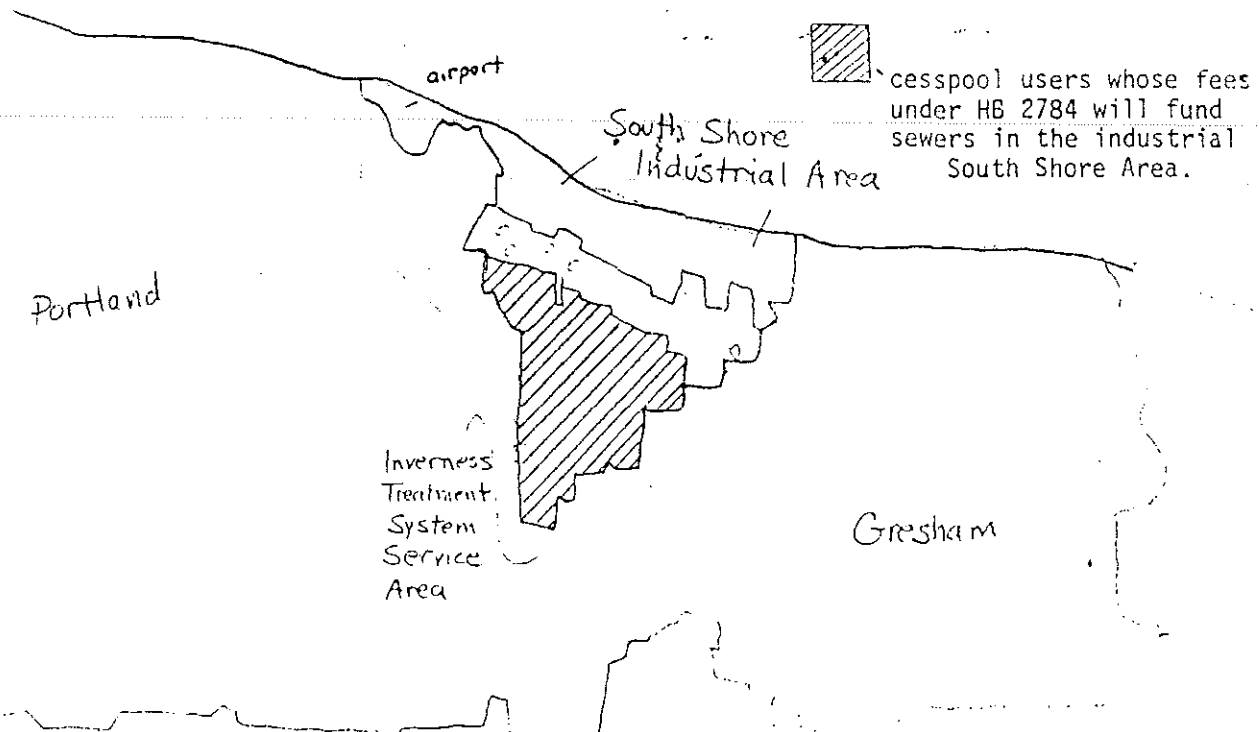 airport
South Shore
Industrial Area
cesspool users whose fees
under HB 2784 will fund
sewers in the industrial
South Shore Area.
Portland
Inverness
Treatment
System
Service
Area
Gresham